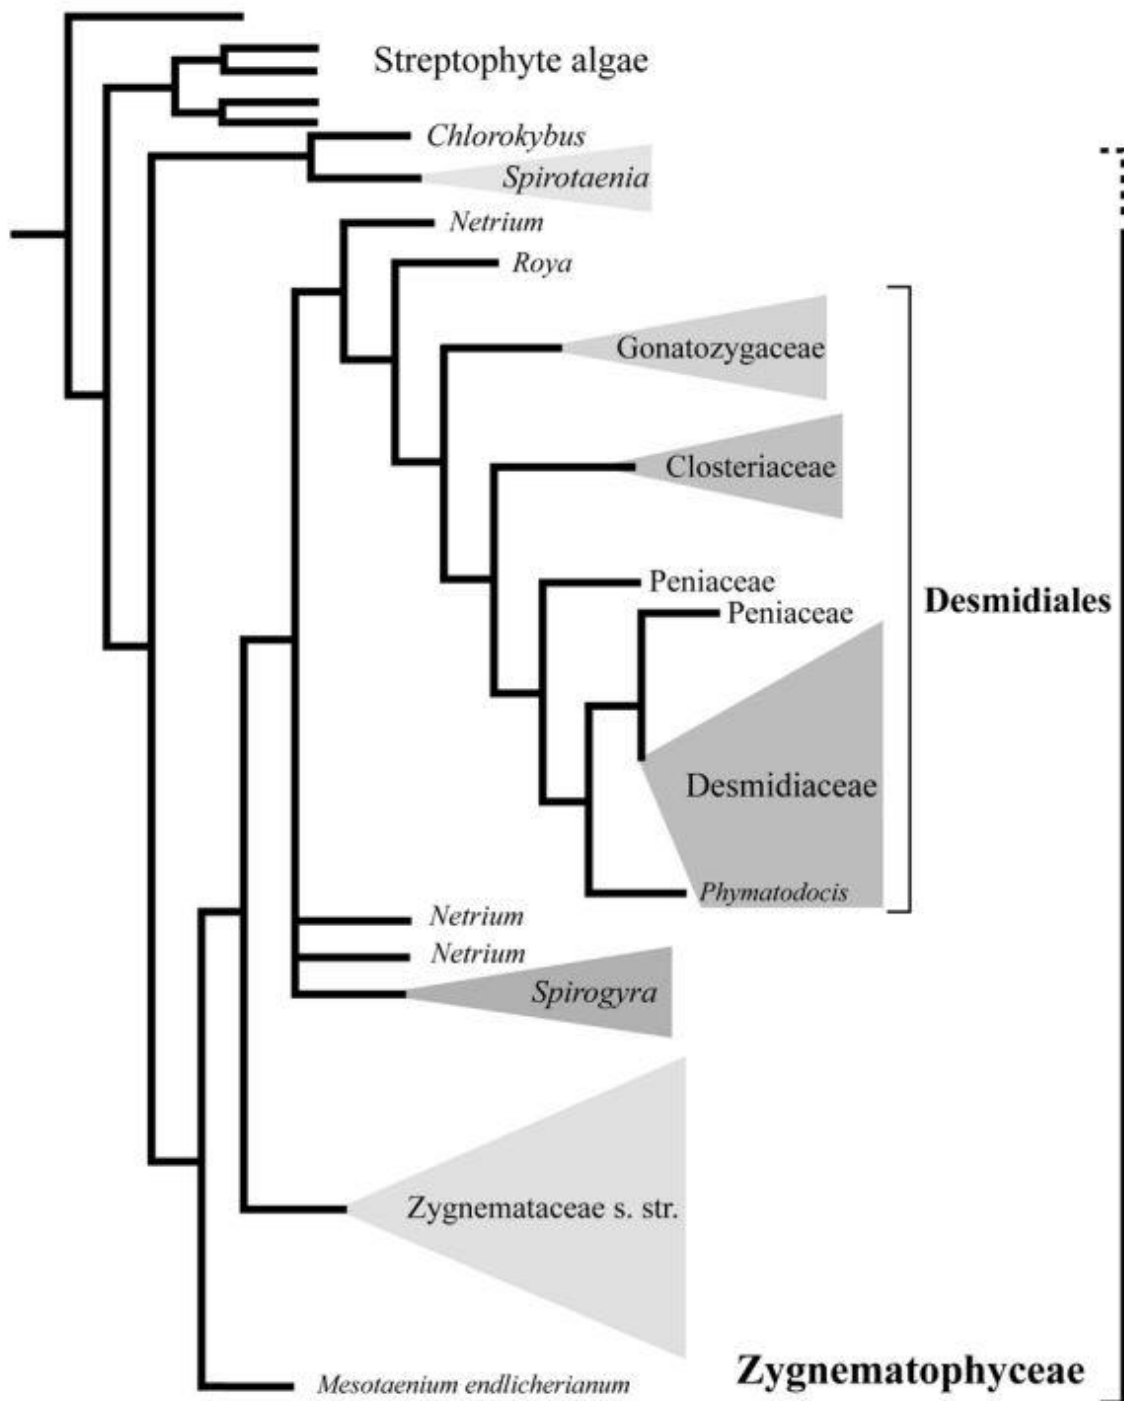 Streptophyte algae
Chlorokybus
Spirotaenia
Netrium
Roya
Gonatozygaceae
Closteriaceae
Peniaceae
Desmidiales
Peniaceae
Desmidiaceae
Phymatodocis
Netrium
Netrium
Spirogyra
Zygnemataceae s. str.
Zygnematophyceae
Mesotaenium endlicherianum